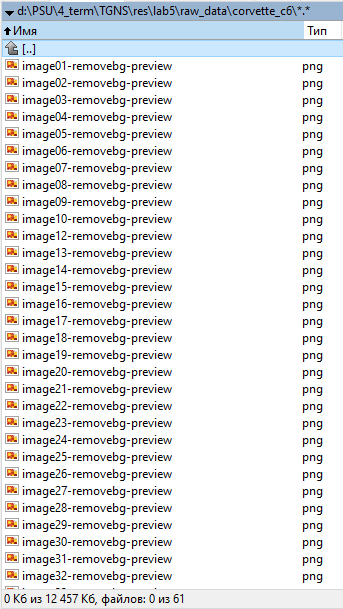 d:\PSU\4_term\TGNS\res\lab5\raw_data\corvette_c6\*.*
Имя Тип
[..]
image01-removebg-preview png
image02-removebg-preview png
image03-removebg-preview png
image04-removebg-preview png
image05-removebg-preview png
image06-removebg-preview png
image07-removebg-preview png
image08-removebg-preview png
image09-removebg-preview png
image10-removebg-preview png
image12-removebg-preview png
image13-removebg-preview png
image14-removebg-preview png
image15-removebg-preview png
image16-removebg-preview png
image17-removebg-preview png
image18-removebg-preview png
image19-removebg-preview png
image20-removebg-preview png
image21-removebg-preview png
image22-removebg-preview png
image23-removebg-preview png
image24-removebg-preview png
image25-removebg-preview png
image26-removebg-preview png
image27-removebg-preview png
image28-removebg-preview png
image29-removebg-preview png
image30-removebg-preview png
image31-removebg-preview png
image32-removebg-preview png
0 Кб из 12 457 Кб, файлов: 0 из 61